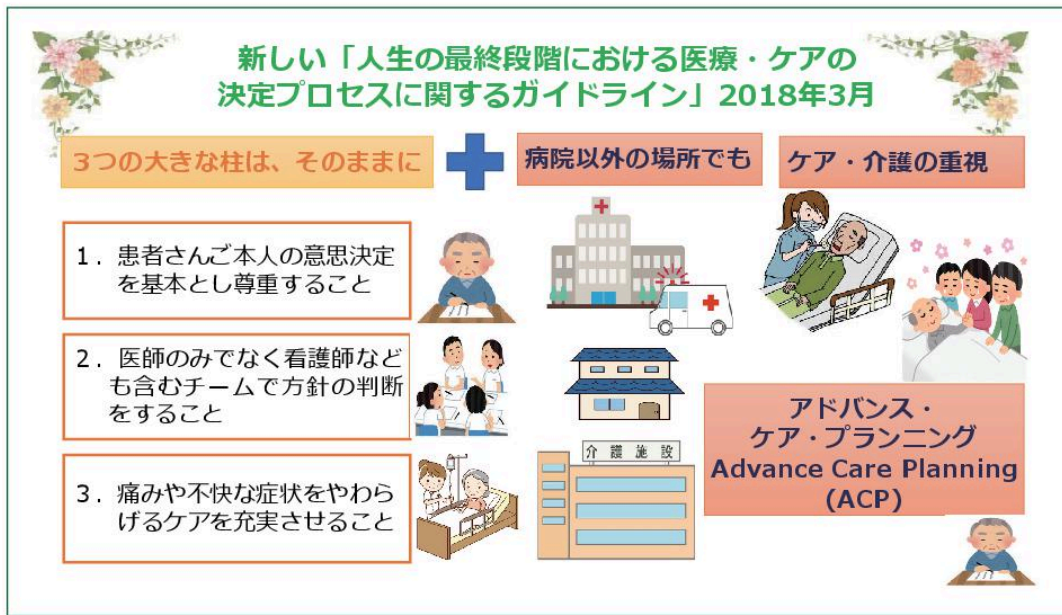 新しい「人生の最終段階における医療・ケアの
決定プロセスに関するガイドライン」2018年3月
3つの大きな柱は、そのままに
病院以外の場所でも
ケア・介護の重視
1．患者さんご本人の意思決定
を基本とし尊重すること
2．医師のみでなく看護師など
も含むチームで方針の判断
をすること
3．痛みや不快な症状をやわら
げるケアを充実させること
介護施設
アドバンス・
ケア・プランニング
Advance Care Planning
(ACP)